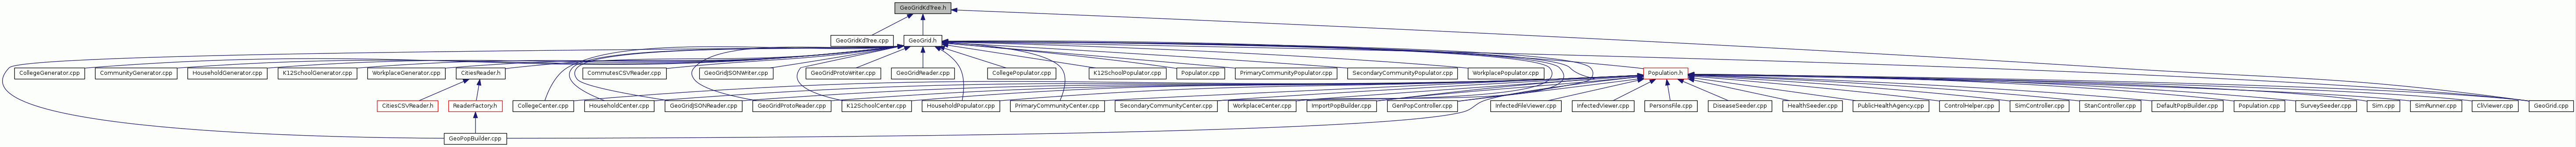 GeoGridKdTree.h
GeoGridKdTree.cpp
GeoGrid.h
CollegeGenerator.cpp
CommunityGenerator.cpp
HouseholdGenerator.cpp
K12SchoolGenerator.cpp
WorkplaceGenerator.cpp
CitiesReader.h
CommutesCSVReader.cpp
GeoGridJSONWriter.cpp
GeoGridProtoWriter.cpp
GeoGridReader.cpp
CollegePopulator.cpp
K12SchoolPopulator.cpp
Populator.cpp
PrimaryCommunityPopulator.cpp
SecondaryCommunityPopulator.cpp
WorkplacePopulator.cpp
Population.h
CitiesCSVReader.h
ReaderFactory.h
CollegeCenter.cpp
HouseholdCenter.cpp
GeoGridJSONReader.cpp
GeoGridProtoReader.cpp
K12SchoolCenter.cpp
HouseholdPopulator.cpp
PrimaryCommunityCenter.cpp
SecondaryCommunityCenter.cpp
WorkplaceCenter.cpp
ImportPopBuilder.cpp
GenPopController.cpp
InfectedFileViewer.cpp
InfectedViewer.cpp
PersonsFile.cpp
DiseaseSeeder.cpp
HealthSeeder.cpp
PublicHealthAgency.cpp
ControlHelper.cpp
SimController.cpp
StanController.cpp
DefaultPopBuilder.cpp
Population.cpp
SurveySeeder.cpp
Sim.cpp
SimRunner.cpp
CliViewer.cpp
GeoGrid.cpp
GeoPopBuilder.cpp